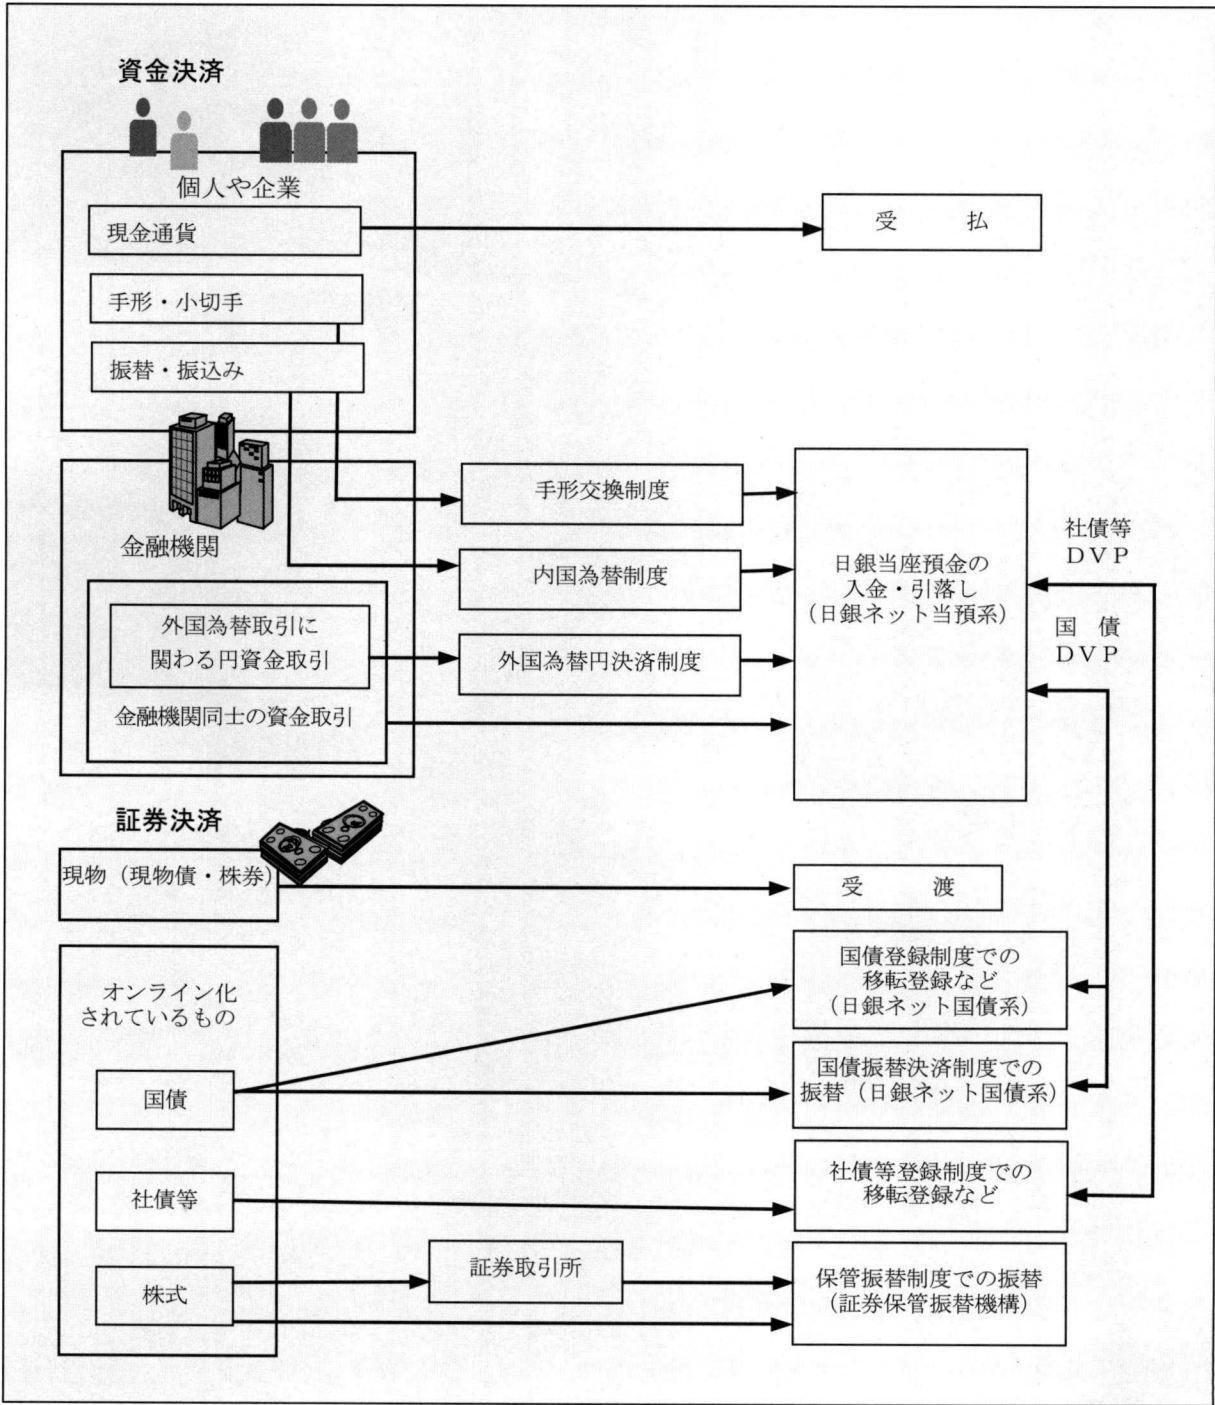 資金決済
個人や企業
現金通貨
受　払
手形・小切手
振替・振込み
金融機関
手形交換制度
内国為替制度
外国為替取引に
関わる円資金取引
外国為替円決済制度
金融機関同士の資金取引
日銀当座預金の
入金・引落し
（日銀ネット当預系）
社債等
ＤＶＰ
国　債
ＤＶＰ
証券決済
現物（現物債・株券）
受　渡
オンライン化
されているもの
国債
国債登録制度での
移転登録など
（日銀ネット国債系）
国債振替決済制度での
振替（日銀ネット国債系）
社債等
社債等登録制度での
移転登録など
株式
証券取引所
保管振替制度での振替
（証券保管振替機構）